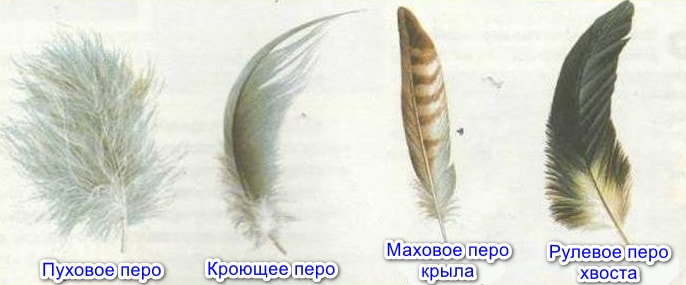 Пуховое перо
Кроющее перо
Маховое перо
крыла
Рулевое перо
хвоста